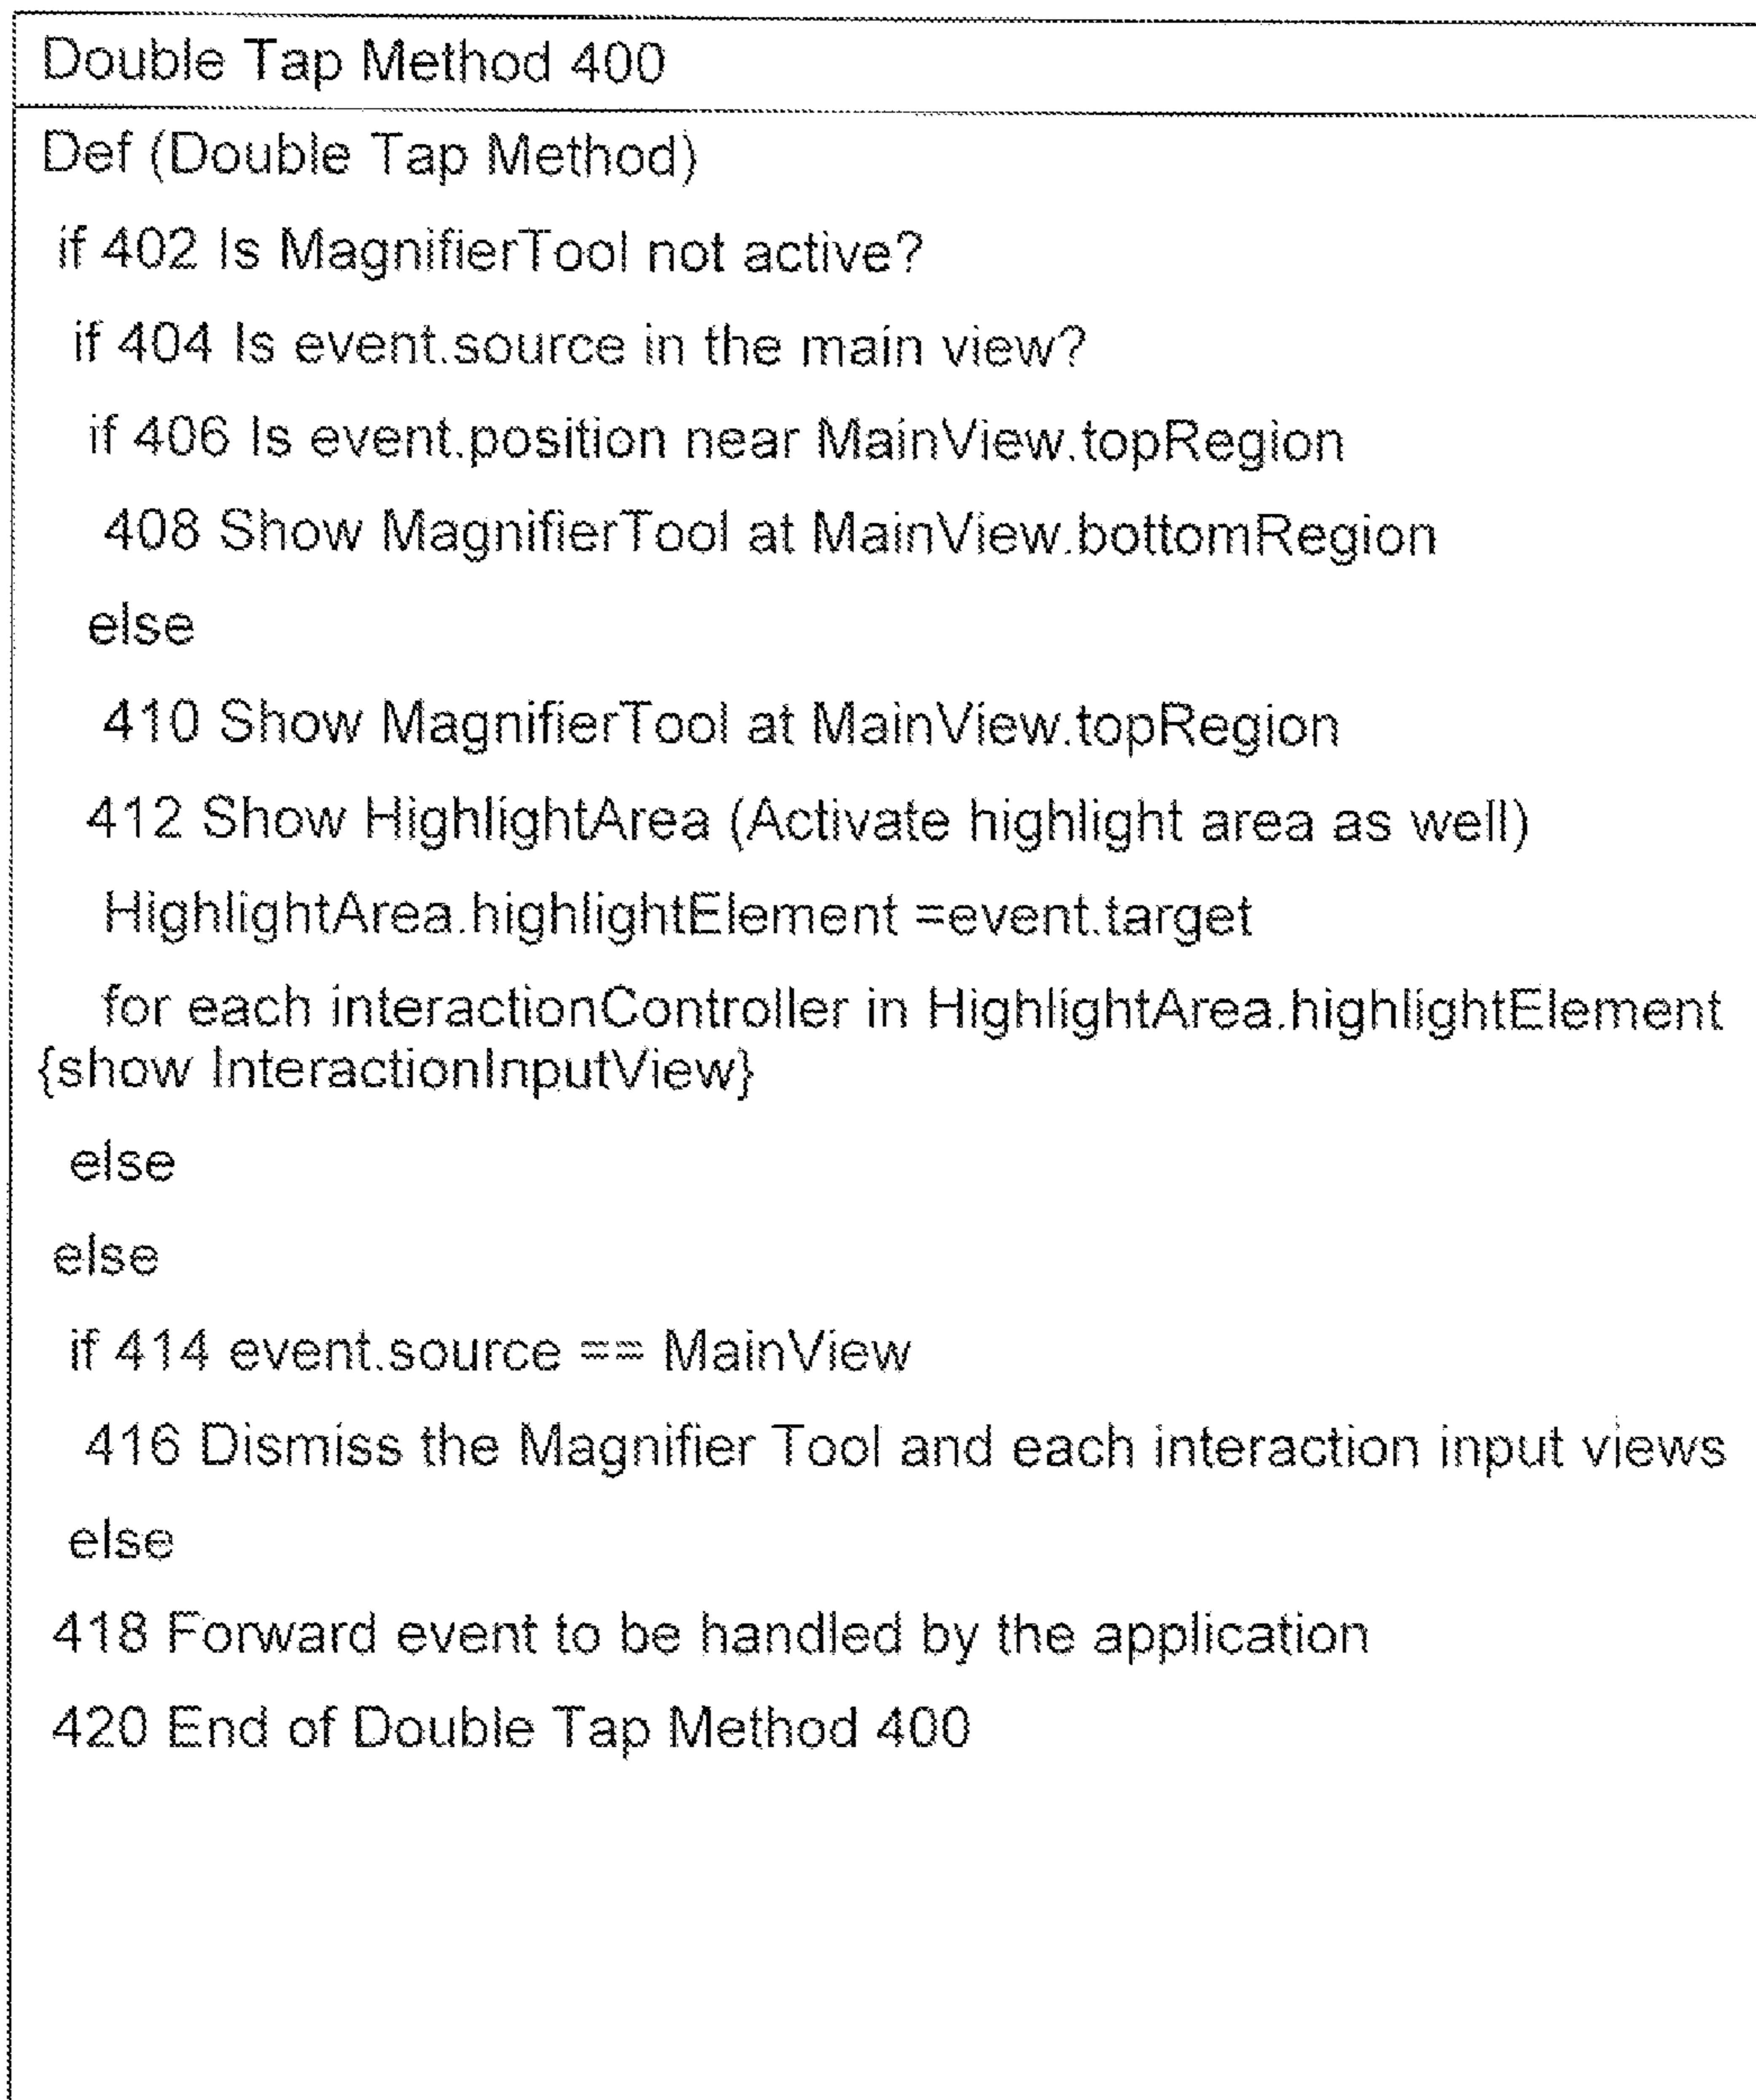 Double Tap Method 400
Def (Double Tap Method)
if 402 Is MagnifierTool not active?
if 404 Is event.source in the main view?
if 406 Is event.position near MainView.topRegion
408 Show MagnifierTool at MainView.bottomRegion
else
410 Show MagnifierTool at MainView.topRegion
412 Show HighlightArea (Activate highlight area as well)
HighlightArea.highlightElement =event.target
for each interactionController in HighlightArea.highlightElement
{show InteractionInputView}
else
else
if 414 event.source == MainView
416 Dismiss the Magnifier Tool and each interaction input views
else
418 Forward event to be handled by the application
420 End of Double Tap Method 400